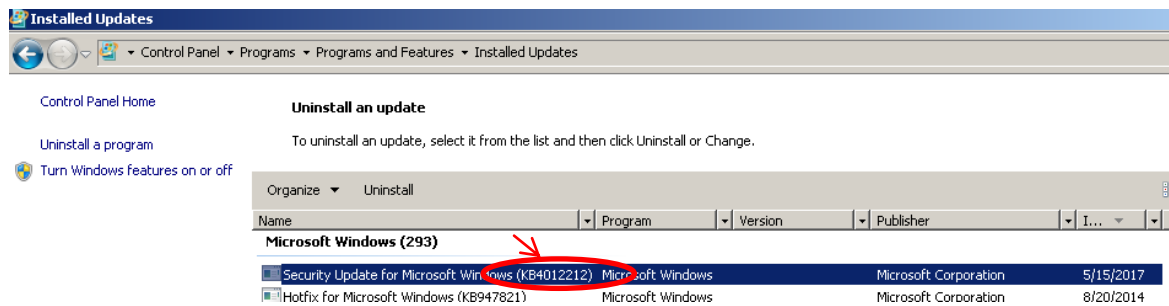 Installed Updates
Control Panel Programs Programs and Features Installed Updates
Control Panel Home
Uninstall an update
Uninstall a program
To uninstall an update, select it from the list and then click Uninstall or Change.
Turn Windows features on or off
Organize Uninstall
Name Program Version Publisher I...
Microsoft Windows (293)
Security Update for Microsoft Windows (KB4012212) Microsoft Windows Microsoft Corporation 5/15/2017
Hotfix for Microsoft Windows (KB947821) Microsoft Windows Microsoft Corporation 8/20/2014